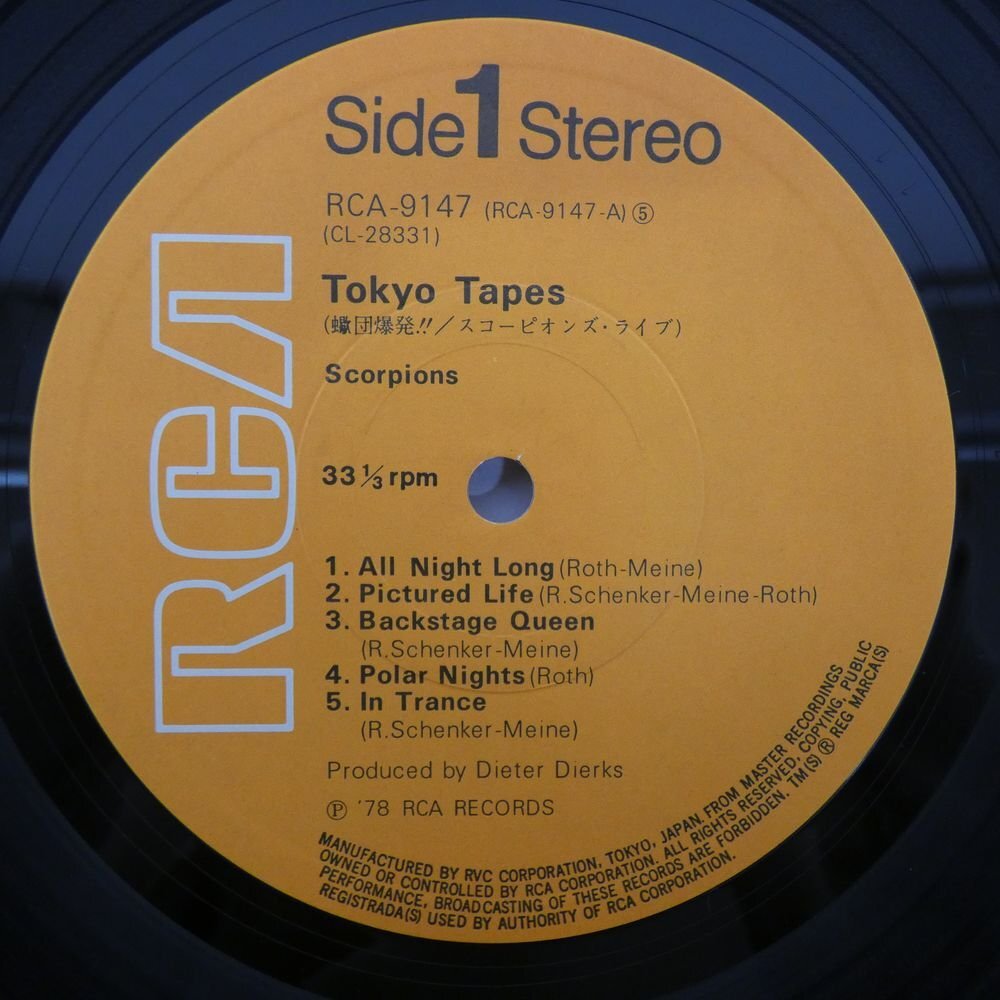 Side 1 Stereo
RCA-9147 (RCA-9147-A)⑤
(CL-28331)
Tokyo Tapes
(蠍団爆発!!/スコーピオンズ・ライブ)
Scorpions
33 1/3 rpm
RCA
1. All Night Long (Roth-Meine)
2. Pictured Life (R.Schenker-Meine-Roth)
3. Backstage Queen
(R.Schenker-Meine)
4. Polar Nights (Roth)
5. In Trance
(R.Schenker-Meine)
Produced by Dieter Dierks
℗ '78 RCA RECORDS
MANUFACTURED BY RVC CORPORATION, TOKYO, JAPAN. FROM MASTER RECORDINGS
OWNED OR CONTROLLED BY RCA CORPORATION. ALL RIGHTS RESERVED. COPYING, PUBLIC
PERFORMANCE, BROADCASTING OF THESE RECORDS ARE FORBIDDEN. TM(S) ® REG MARCA(S)
REGISTRADA(S) USED BY AUTHORITY OF RCA CORPORATION.